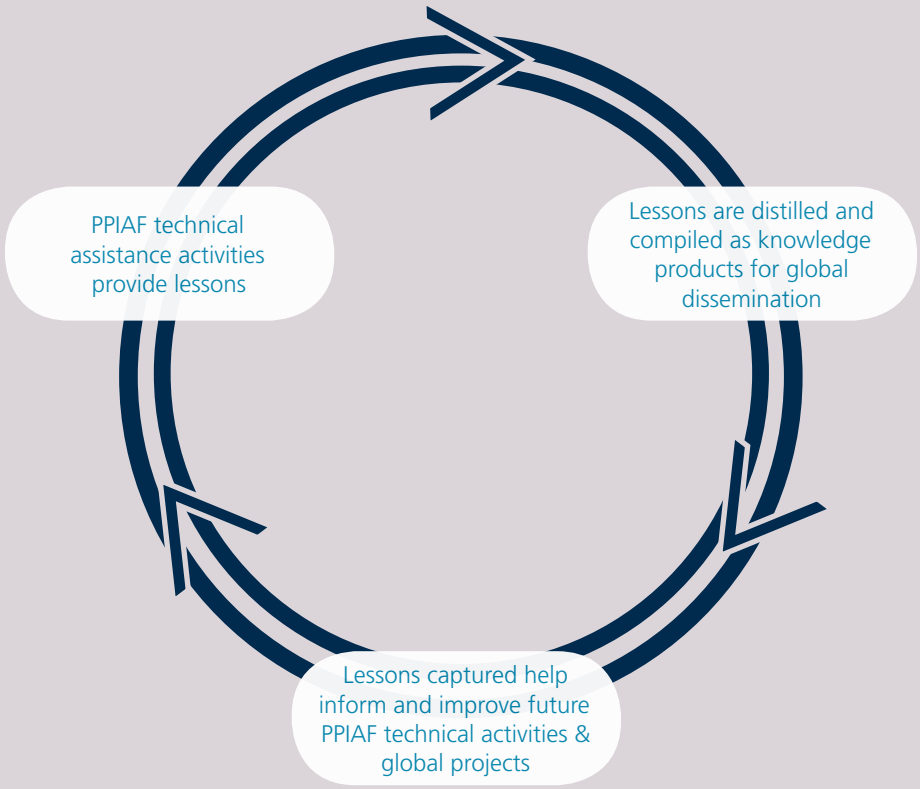 PPIAF technical
assistance activities
provide lessons
Lessons are distilled and
compiled as knowledge
products for global
dissemination
Lessons captured help
inform and improve future
PPIAF technical activities &
global projects